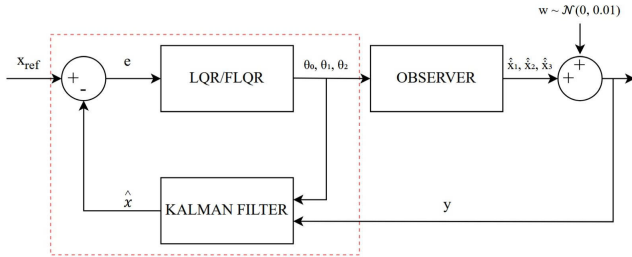 w ~ 𝒩(0, 0.01)
x_ref
+
-
e
LQR/FLQR
θ₀, θ₁, θ₂
OBSERVER
x̂₁, x̂₂, x̂₃
+
+
x̂
KALMAN FILTER
y